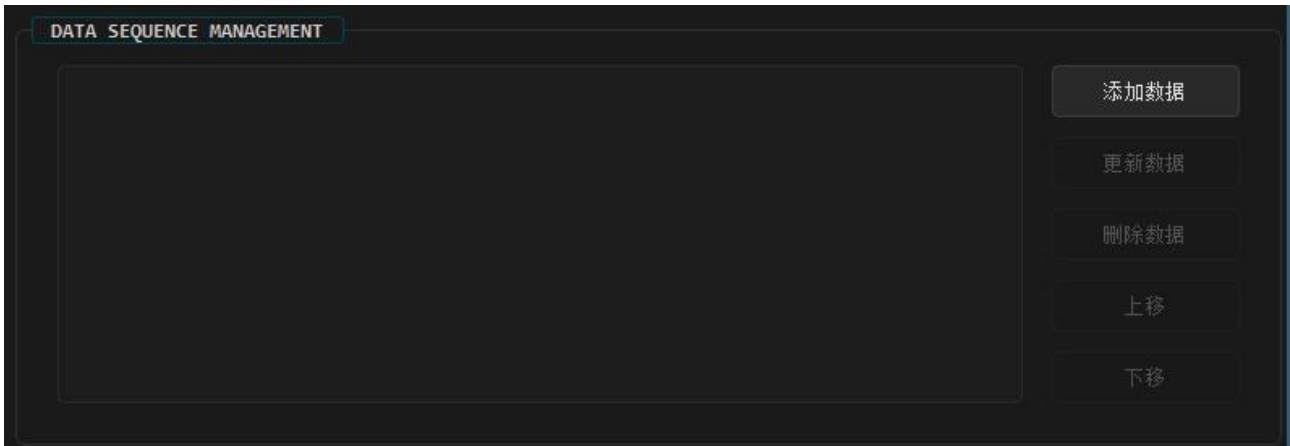 DATA SEQUENCE MANAGEMENT
添加数据
更新数据
删除数据
上移
下移